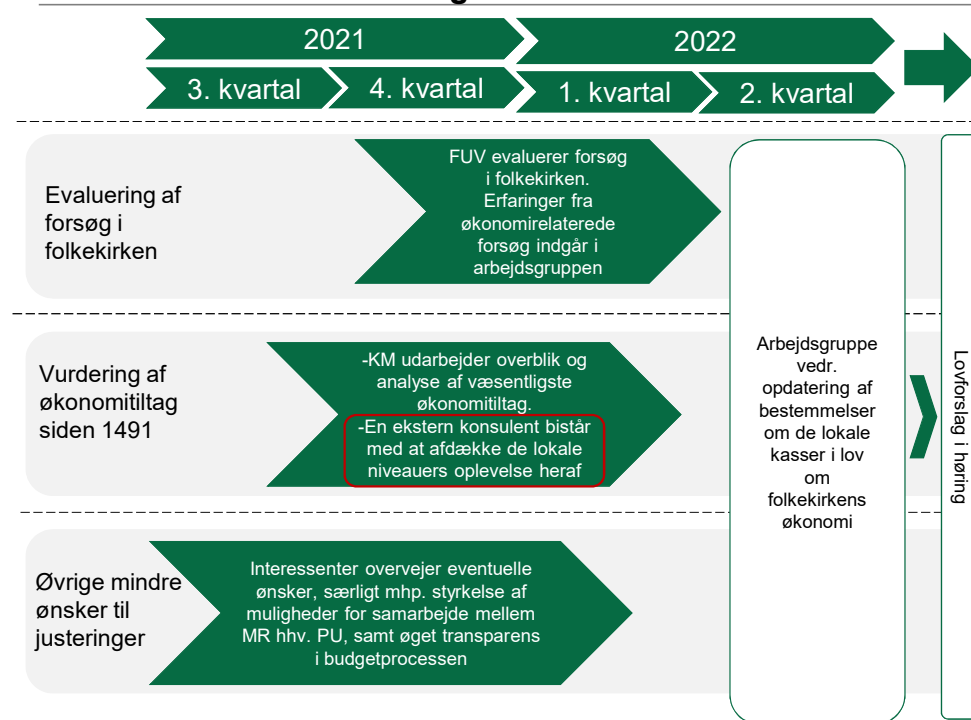 2021
2022
3. kvartal
4. kvartal
1. kvartal
2. kvartal
Evaluering af
forsøg i
folkekirken
FUV evaluerer forsøg
i folkekirken.
Erfaringer fra
økonomirelaterede
forsøg indgår i
arbejdsgruppen
Vurdering af
økonomitiltag
siden 1491
-KM udarbejder overblik og
analyse af væsentligste
økonomitiltag.
-En ekstern konsulent bistår
med at afdække de lokale
niveauers oplevelse heraf
Øvrige mindre
ønsker til
justeringer
Interessenter overvejer eventuelle
ønsker, særligt mhp. styrkelse af
muligheder for samarbejde mellem
MR hhv. PU, samt øget transparens
i budgetprocessen
Arbejdsgruppe
vedr.
opdatering af
bestemmelser
om de lokale
kasser i lov
om
folkekirkens
økonomi
Lovforslag i høring